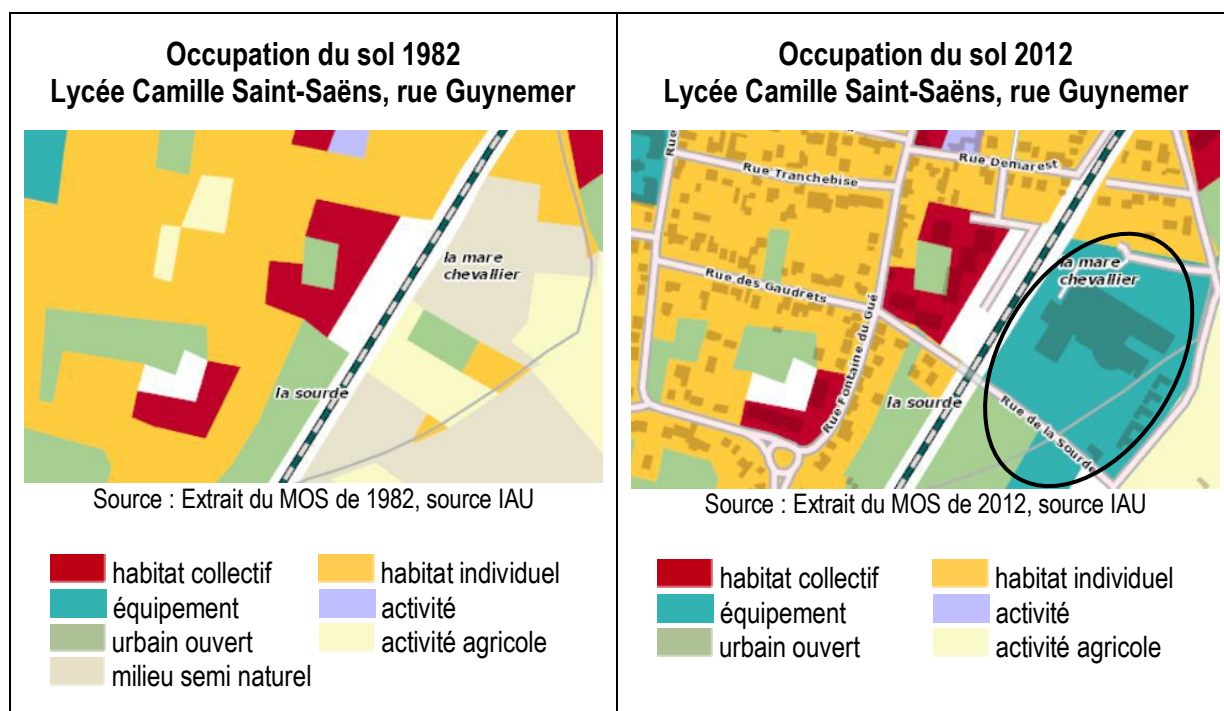 Occupation du sol 1982
Lycée Camille Saint-Saëns, rue Guynemer
la mare
chevallier
la sourde
Source : Extrait du MOS de 1982, source IAU
habitat collectif
habitat individuel
équipement
activité
urbain ouvert
activité agricole
milieu semi naturel
Occupation du sol 2012
Lycée Camille Saint-Saëns, rue Guynemer
Rue
Rue Tranchebise
Rue Demarest
la mare
chevallier
Rue des Gaudrets
Rue Fontaine du Gué
la sourde
Rue de la Sourde
Source : Extrait du MOS de 2012, source IAU
habitat collectif
habitat individuel
équipement
activité
urbain ouvert
activité agricole